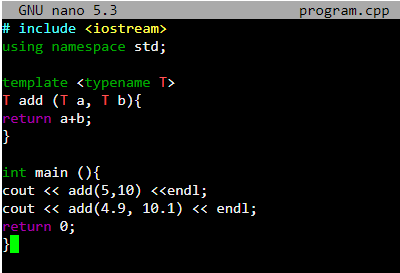 GNU nano 5.3 program.cpp
# include <iostream>
using namespace std;
template <typename T>
T add (T a, T b){
return a+b;
}
int main (){
cout << add(5,10) <<endl;
cout << add(4.9, 10.1) << endl;
return 0;
}